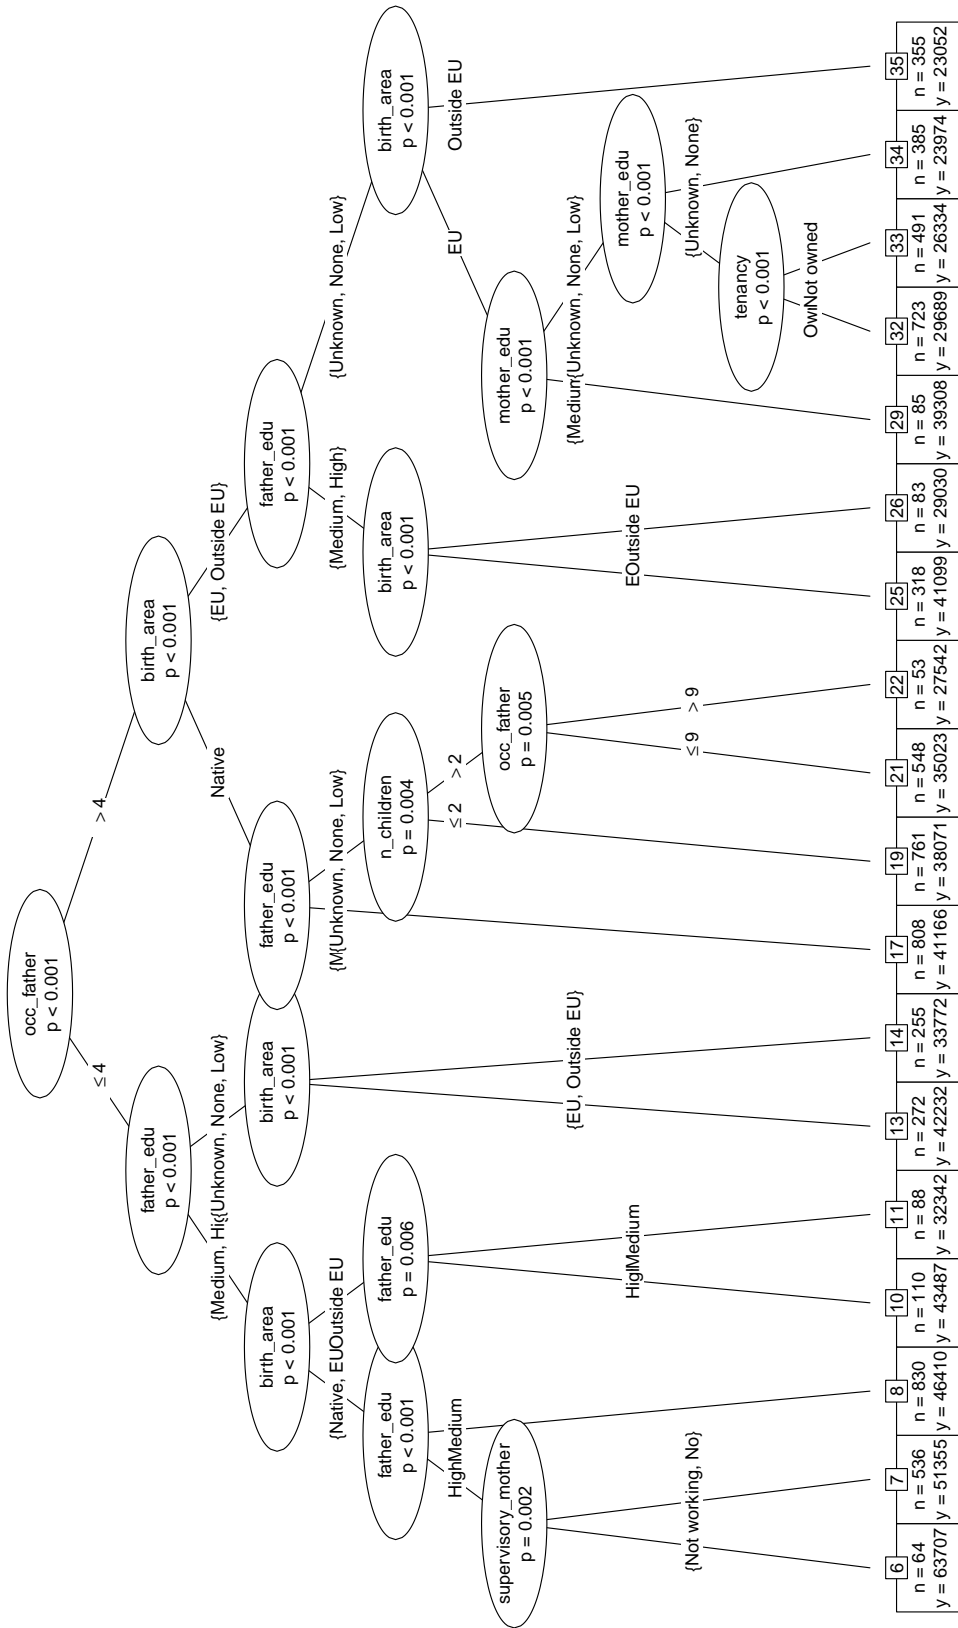 occ_father
p < 0.001
≤ 4
> 4
father_edu
p < 0.001
{Medium, Hi
{Unknown, None, Low}
birth_area
p < 0.001
{Native, EU
Outside EU
father_edu
p < 0.001
High
Medium
supervisory_mother
p = 0.002
{Not working, No}
father_edu
p = 0.006
Higl
Medium
birth_area
p < 0.001
{EU, Outside EU}
birth_area
p < 0.001
Native
{EU, Outside EU}
father_edu
p < 0.001
{M
{Unknown, None, Low}
n_children
p = 0.004
≤ 2
> 2
occ_father
p = 0.005
≤ 9
> 9
father_edu
p < 0.001
{Medium, High}
{Unknown, None, Low}
birth_area
p < 0.001
E
Outside EU
birth_area
p < 0.001
EU
Outside EU
mother_edu
p < 0.001
{Medium
{Unknown, None, Low}
mother_edu
p < 0.001
{Unknown, None}
tenancy
p < 0.001
Own
Not owned
6
n = 64
y = 63707
7
n = 536
y = 51355
8
n = 830
y = 46410
10
n = 110
y = 43487
11
n = 88
y = 32342
13
n = 272
y = 42232
14
n = 255
y = 33772
17
n = 808
y = 41166
19
n = 761
y = 38071
21
n = 548
y = 35023
22
n = 53
y = 27542
25
n = 318
y = 41099
26
n = 83
y = 29030
29
n = 85
y = 39308
32
n = 723
y = 29689
33
n = 491
y = 26334
34
n = 385
y = 23974
35
n = 355
y = 23052